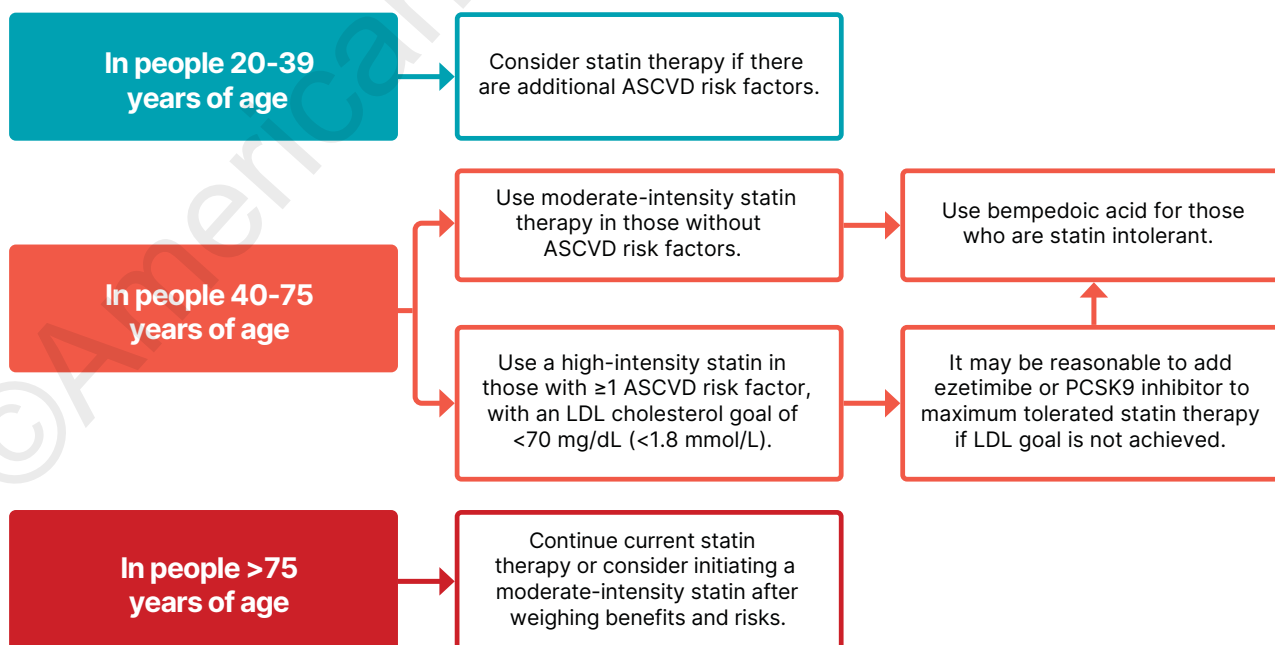 In people 20-39
years of age
Consider statin therapy if there
are additional ASCVD risk factors.
In people 40-75
years of age
Use moderate-intensity statin
therapy in those without
ASCVD risk factors.
Use bempedoic acid for those
who are statin intolerant.
Use a high-intensity statin in
those with ≥1 ASCVD risk factor,
with an LDL cholesterol goal of
<70 mg/dL (<1.8 mmol/L).
It may be reasonable to add
ezetimibe or PCSK9 inhibitor to
maximum tolerated statin therapy
if LDL goal is not achieved.
In people >75
years of age
Continue current statin
therapy or consider initiating a
moderate-intensity statin after
weighing benefits and risks.
©American